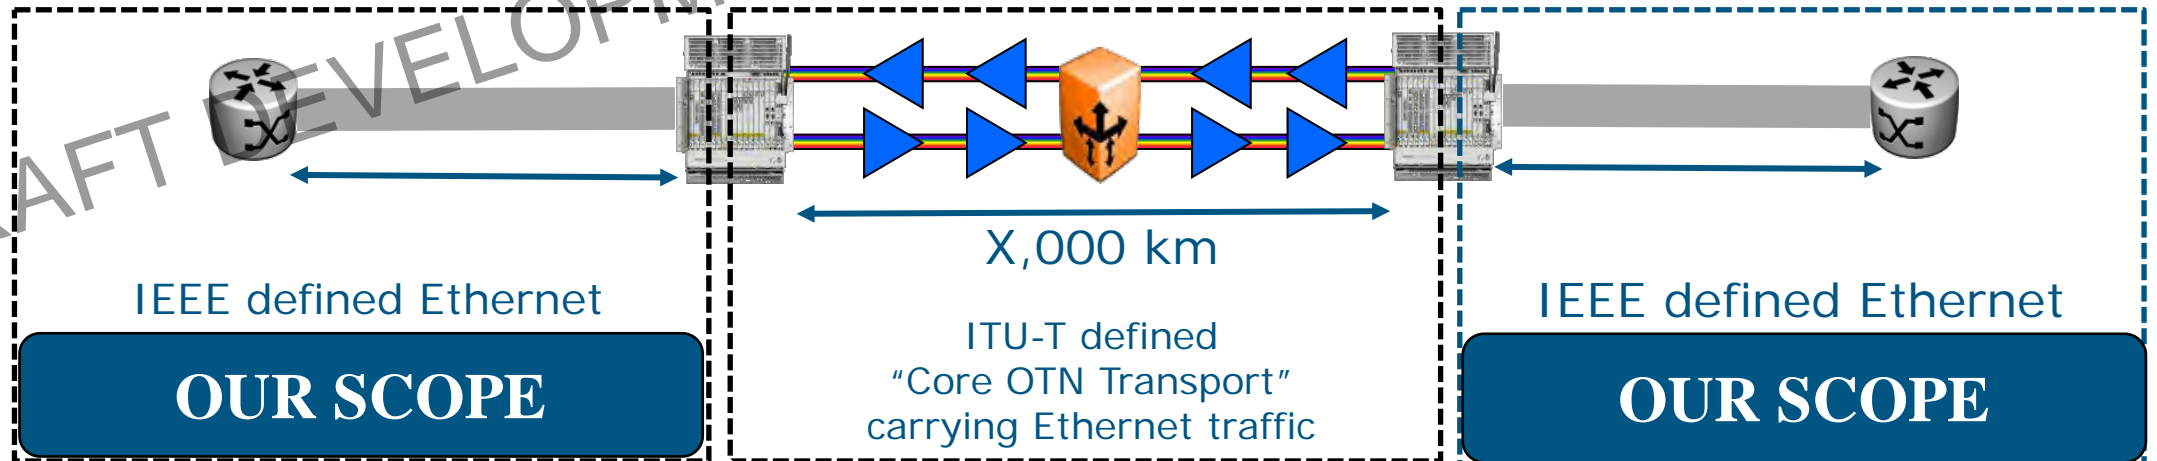 X,000 km
IEEE defined Ethernet
OUR SCOPE
ITU-T defined
“Core OTN Transport”
carrying Ethernet traffic
IEEE defined Ethernet
OUR SCOPE